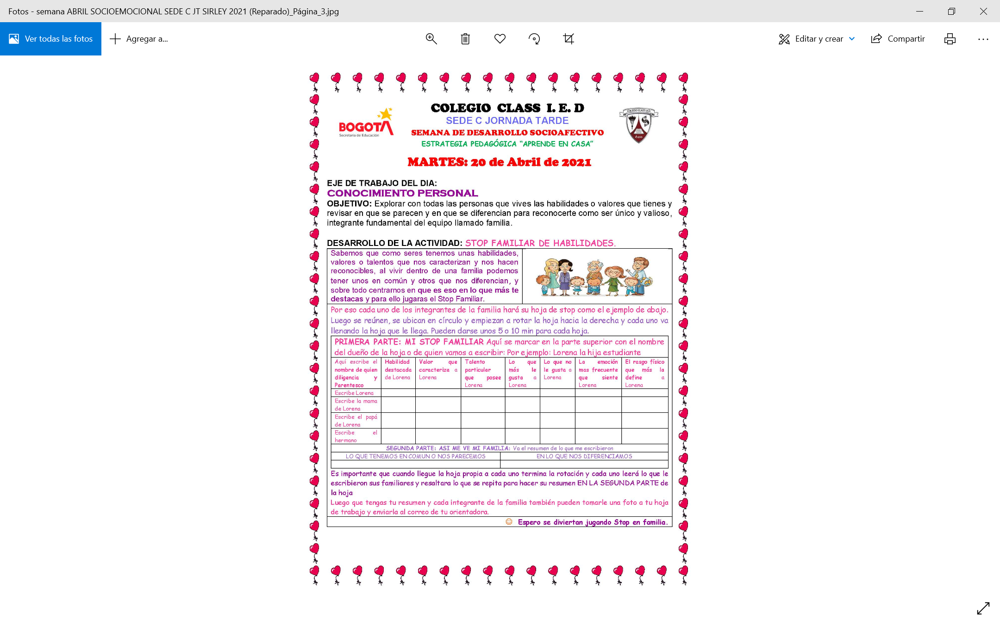 Fotos - semana ABRIL SOCIOEMOCIONAL SEDE C JT SIRLEY 2021 (Reparado)_Página_3.jpg
Ver todas las fotos
Agregar a...
Editar y crear
Compartir
COLEGIO CLASS I. E. D
SEDE C JORNADA TARDE
SEMANA DE DESARROLLO SOCIOAFECTIVO
ESTRATEGIA PEDAGÓGICA “APRENDE EN CASA”
BOGOTA
Secretaría de Educación
COLEGIO CLASS I.E.D
MARTES: 20 de Abril de 2021
EJE DE TRABAJO DEL DIA:
CONOCIMIENTO PERSONAL
OBJETIVO: Explorar con todas las personas que vives las habilidades o valores que tienes y
revisar en que se parecen y en que se diferencian para reconocerte como ser único y valioso,
integrante fundamental del equipo llamado familia.
DESARROLLO DE LA ACTIVIDAD: STOP FAMILIAR DE HABILIDADES.
Sabemos que como seres tenemos unas habilidades,
valores o talentos que nos caracterizan y nos hacen
reconocibles, al vivir dentro de una familia podemos
tener unos en común y otros que nos diferencian, y
sobre todo centrarnos en que es eso en lo que más te
destacas y para ello jugaras el Stop Familiar.
Por eso cada uno de los integrantes de la familia hará su hoja de stop como el ejemplo de abajo.
Luego se reúnen, se ubican en círculo y empiezan a rotar la hoja hacia la derecha y cada uno va
llenando la hoja que le llega. Pueden darse unos 5 o 10 min para cada hoja.
PRIMERA PARTE: MI STOP FAMILIAR Aquí se marcar en la parte superior con el nombre
del dueño de la hoja o de quien vamos a escribir: Por ejemplo: Lorena la hija estudiante
Aquí escribe el
nombre de quien
diligencia y
Parentesco
Habilidad
destacada
de Lorena
Valor que
caracteriza a
Lorena
Talento
particular
que posee
Lorena
Lo que
más le
gusta a
Lorena
Lo que no
le gusta a
Lorena
La emoción
mas frecuente
que siente
Lorena
El rasgo físico
que más la
define a
Lorena
Escribe Lorena
Escribe la mama
de Lorena
Escribe el papá
de Lorena
Escribe el
hermano
SEGUNDA PARTE: ASI ME VE MI FAMILIA: Va el resumen de lo que me escribieron
LO QUE TENEMOS EN COMUN O NOS PARECEMOS
EN LO QUE NOS DIFERENCIAMOS
Es importante que cuando llegue la hoja propia a cada uno termina la rotación y cada uno leerá lo que le
escribieron sus familiares y resaltara lo que se repita para hacer su resumen EN LA SEGUNDA PARTE de
la hoja
Luego que tengas tu resumen y cada integrante de la familia también pueden tomarle una foto a tu hoja
de trabajo y enviarla al correo de tu orientadora.
Espero se diviertan jugando Stop en familia.